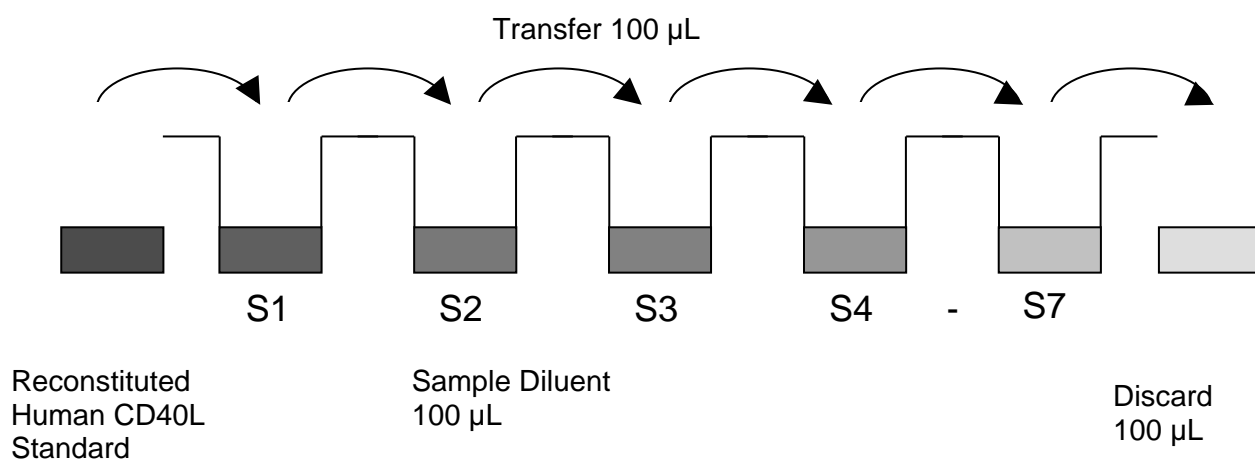 Transfer 100 µL
S1 S2 S3 S4 - S7
Reconstituted
Human CD40L
Standard
Sample Diluent
100 µL
Discard
100 µL